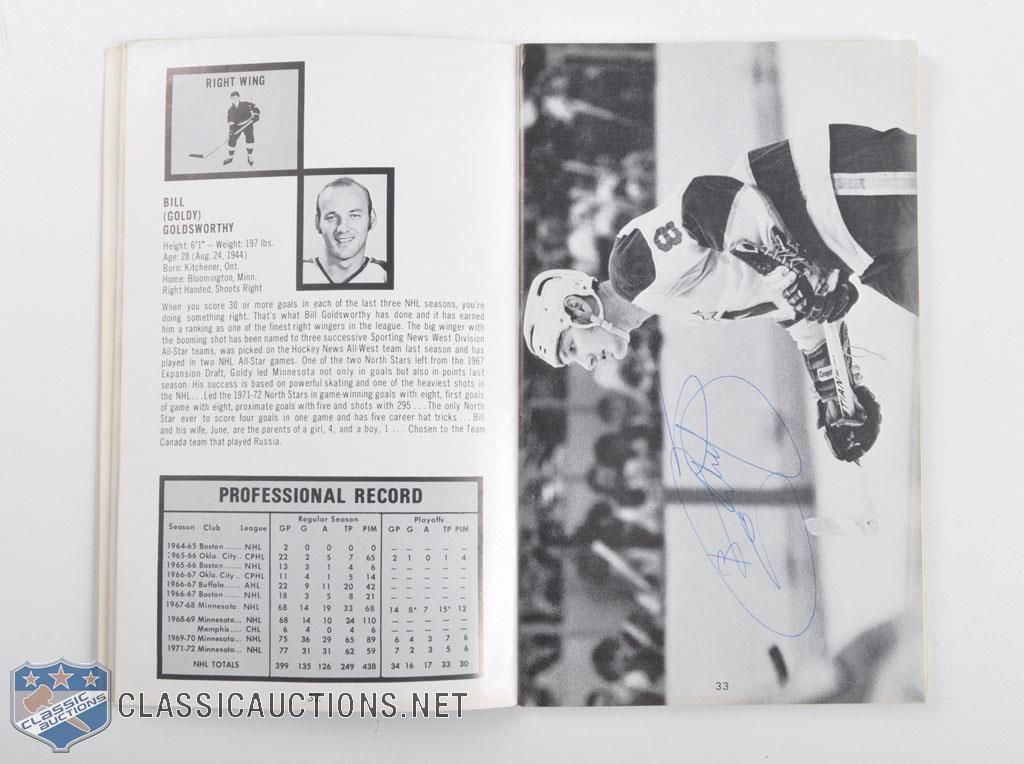 RIGHT WING
BILL
(GOLDY)
GOLDSWORTHY
Height: 6'1" — Weight: 197 lbs.
Age: 28 (Aug. 24, 1944)
Born: Kitchener, Ont.
Home: Bloomington, Minn.
Right Handed, Shoots Right
When you score 30 or more goals in each of the last three NHL seasons, you're
doing something right. That's what Bill Goldsworthy has done and it has earned
him a ranking as one of the finest right wingers in the league. The big winger with
the booming shot has been named to three successive Sporting News West Division
All-Star teams, was picked on the Hockey News All-West team last season and has
played in two NHL All-Star games. One of the two North Stars left from the 1967
Expansion Draft, Goldy led Minnesota not only in goals but also in points last
season. His success is based on powerful skating and one of the heaviest shots in
the NHL...Led the 1971-72 North Stars in game-winning goals with eight, first goals
of game with eight, proximate goals with five and shots with 295 ... The only North
Star ever to score four goals in one game and has five career hat tricks ... Bill
and his wife, June, are the parents of a girl, 4, and a boy, 1 ... Chosen to the Team
Canada team that played Russia.
PROFESSIONAL RECORD
Regular Season Playoffs
Season Club League GP G A TP PIM GP G A TP PIM
1964-65 Boston ...... NHL 2 0 0 0 0 — — — — —
1965-66 Okla. City .. CPHL 22 2 5 7 65 2 1 0 1 4
1965-66 Boston ...... NHL 13 3 1 4 6 — — — — —
1966-67 Okla. City ... CPHL 11 4 1 5 14 — — — — —
1966-67 Buffalo ...... AHL 22 9 11 20 42 — — — — —
1966-67 Boston ...... NHL 18 3 5 8 21 — — — — —
1967-68 Minnesota . NHL 68 14 19 33 68 14 8* 7 15* 12
1968-69 Minnesota... NHL 68 14 10 24 110 — — — — —
Memphis ..... CHL 6 4 0 4 6 — — — — —
1969-70 Minnesota... NHL 75 36 29 65 89 6 4 3 7 6
1971-72 Minnesota... NHL 77 31 31 62 59 7 2 3 5 6
NHL TOTALS 399 135 126 249 438 34 16 17 33 30
8
Cooper
33
CLASSIC
AUCTIONS
CLASSICAUCTIONS.NET